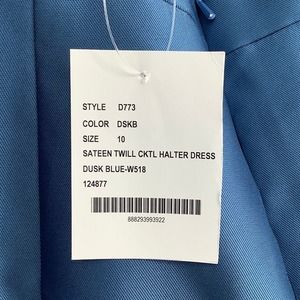 STYLE D773
COLOR DSKB
SIZE 10
SATEEN TWILL CKTL HALTER DRESS
DUSK BLUE-W518
124877
888293993922